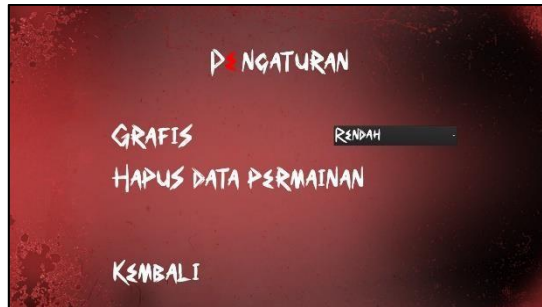 PENGATURAN
GRAFIS RENDAH
HAPUS DATA PERMAINAN
KEMBALI